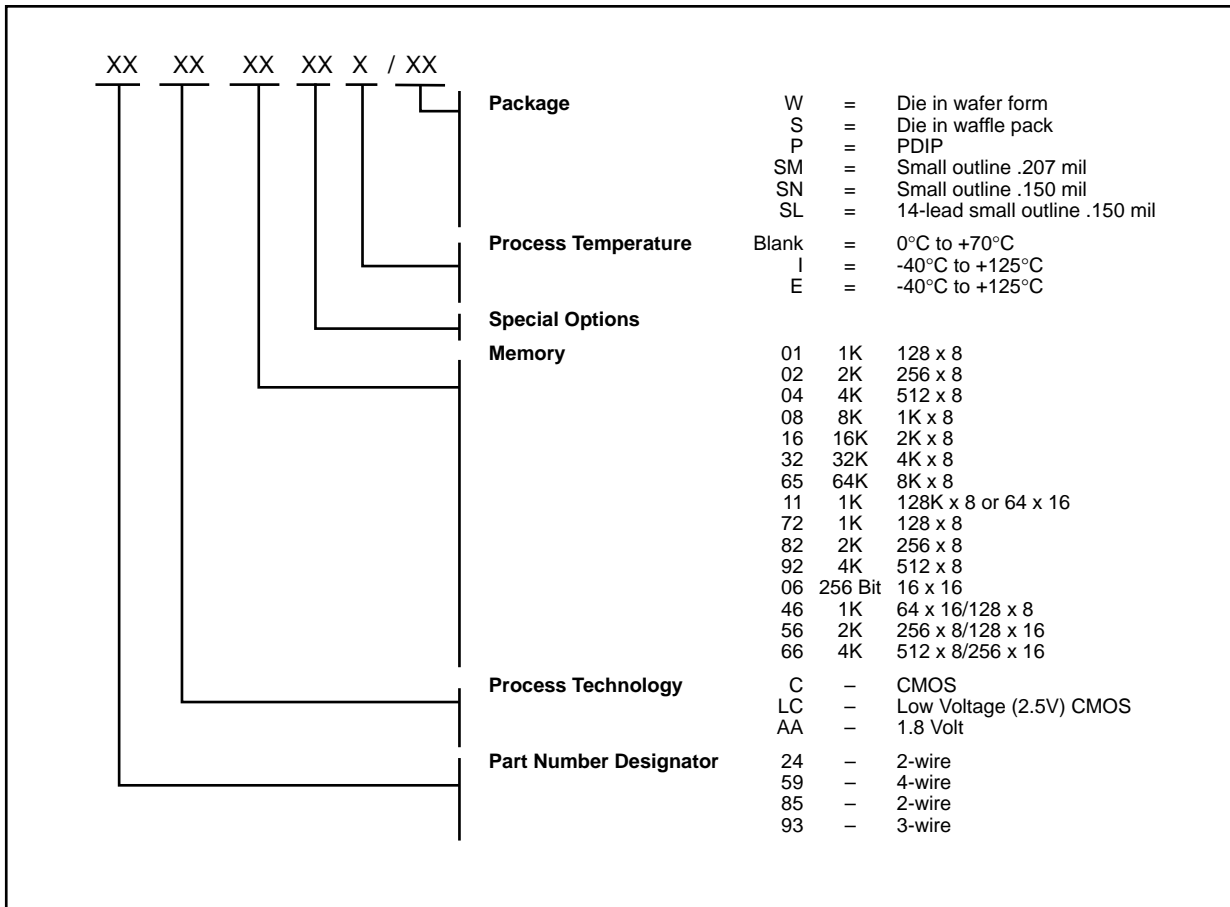 XX XX XX XX X / XX
Package W = Die in wafer form
S = Die in waffle pack
P = PDIP
SM = Small outline .207 mil
SN = Small outline .150 mil
SL = 14-lead small outline .150 mil
Process Temperature Blank = 0°C to +70°C
I = -40°C to +125°C
E = -40°C to +125°C
Special Options
Memory 01 1K 128 x 8
02 2K 256 x 8
04 4K 512 x 8
08 8K 1K x 8
16 16K 2K x 8
32 32K 4K x 8
65 64K 8K x 8
11 1K 128K x 8 or 64 x 16
72 1K 128 x 8
82 2K 256 x 8
92 4K 512 x 8
06 256 Bit 16 x 16
46 1K 64 x 16/128 x 8
56 2K 256 x 8/128 x 16
66 4K 512 x 8/256 x 16
Process Technology C – CMOS
LC – Low Voltage (2.5V) CMOS
AA – 1.8 Volt
Part Number Designator 24 – 2-wire
59 – 4-wire
85 – 2-wire
93 – 3-wire